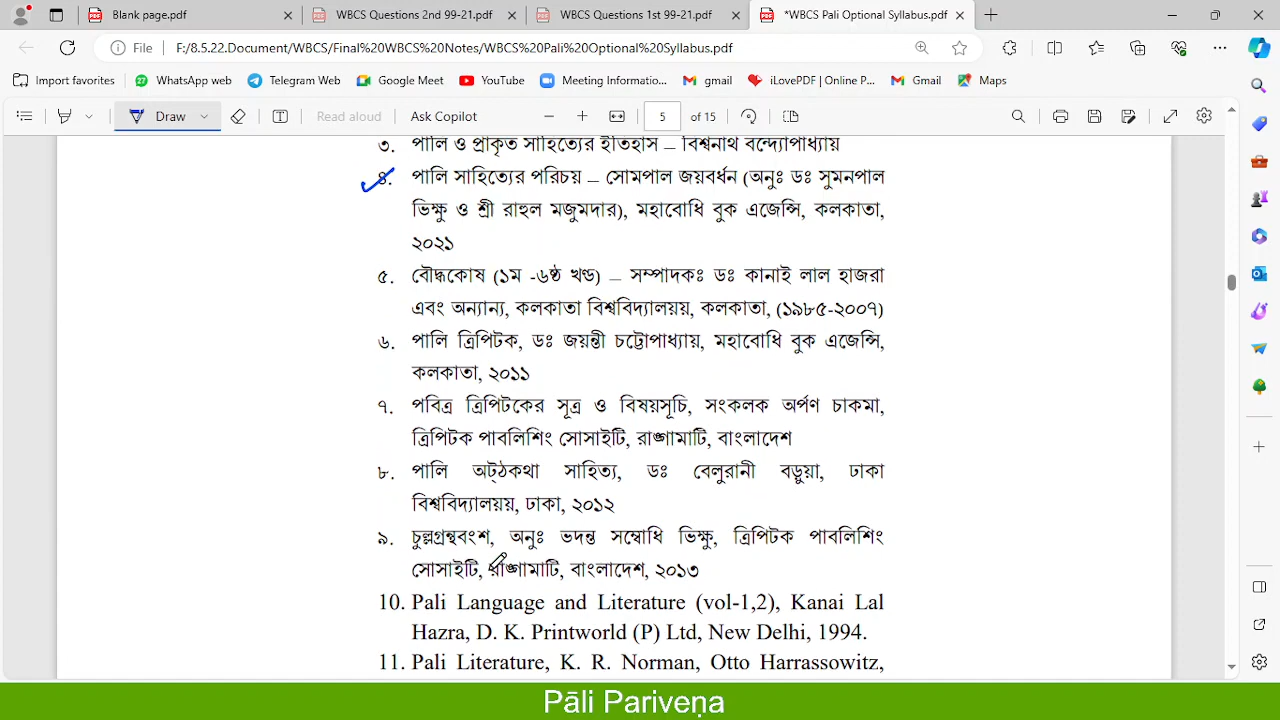 Blank page.pdf
WBCS Questions 2nd 99-21.pdf
WBCS Questions 1st 99-21.pdf
*WBCS Pali Optional Syllabus.pdf
File
F:/8.5.22.Document/WBCS/Final%20WBCS%20Notes/WBCS%20Pali%20Optional%20Syllabus.pdf
Import favorites
WhatsApp web
Telegram Web
Google Meet
YouTube
Meeting Informatio...
gmail
iLovePDF | Online P...
Gmail
Maps
Draw
Read aloud
Ask Copilot
5 of 15
৩. পালি ও প্রাকৃত সাহিত্যের ইতিহাস – বিশ্বনাথ বন্দ্যোপাধ্যায়
৪. পালি সাহিত্যের পরিচয় – সোমপাল জয়বর্ধন (অনুঃ ডঃ সুমনপাল
ভিক্ষু ও শ্রী রাহুল মজুমদার), মহাবোধি বুক এজেন্সি, কলকাতা,
২০২১
৫. বৌদ্ধকোষ (১ম -৬ষ্ঠ খণ্ড) – সম্পাদকঃ ডঃ কানাই লাল হাজরা
এবং অন্যান্য, কলকাতা বিশ্ববিদ্যালয়য়, কলকাতা, (১৯৮৫-২০০৭)
৬. পালি ত্রিপিটক, ডঃ জয়ন্তী চট্টোপাধ্যায়, মহাবোধি বুক এজেন্সি,
কলকাতা, ২০১১
৭. পবিত্র ত্রিপিটকের সূত্র ও বিষয়সূচি, সংকলক অর্পণ চাকমা,
ত্রিপিটক পাবলিশিং সোসাইটি, রাঙ্গামাটি, বাংলাদেশ
৮. পালি অট্‌ঠকথা সাহিত্য, ডঃ বেলুরানী বড়ুয়া, ঢাকা
বিশ্ববিদ্যালয়য়, ঢাকা, ২০১২
৯. চুল্লগ্রন্থবংশ, অনুঃ ভদন্ত সম্বোধি ভিক্ষু, ত্রিপিটক পাবলিশিং
সোসাইটি, রাঙ্গামাটি, বাংলাদেশ, ২০১৩
10. Pali Language and Literature (vol-1,2), Kanai Lal
Hazra, D. K. Printworld (P) Ltd, New Delhi, 1994.
11. Pali Literature, K. R. Norman, Otto Harrassowitz,
Pāli Pariveṇa